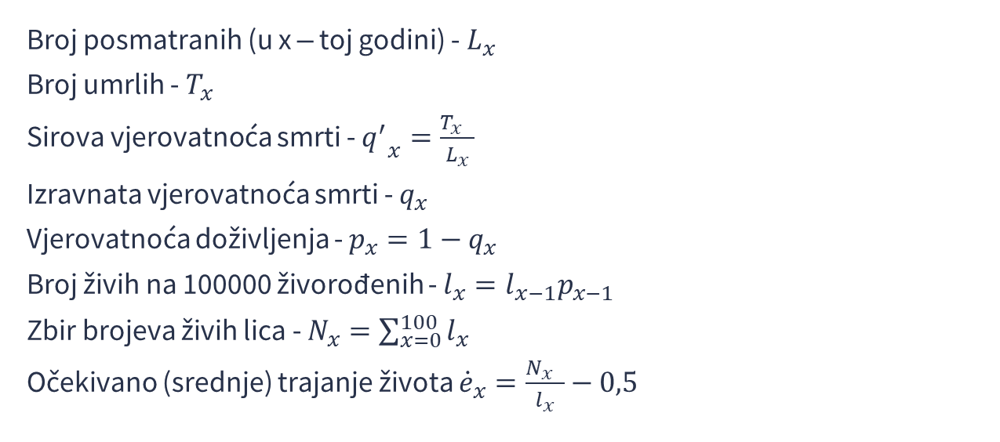 Broj posmatranih (u x – toj godini) - $L_x$
Broj umrlih - $T_x$
Sirova vjerovatnoća smrti - $q'_x = \frac{T_x}{L_x}$
Izravnata vjerovatnoća smrti - $q_x$
Vjerovatnoća doživljenja - $p_x = 1 - q_x$
Broj živih na 100000 živorođenih - $l_x = l_{x-1}p_{x-1}$
Zbir brojeva živih lica - $N_x = \sum_{x=0}^{100} l_x$
Očekivano (srednje) trajanje života $\dot{e}_x = \frac{N_x}{l_x} - 0,5$